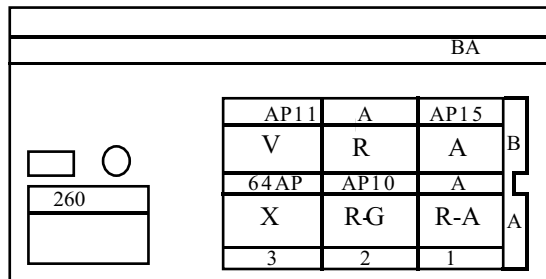 BA
AP11 A AP15
V R A B
64AP AP10 A
260
X R-G R-A A
3 2 1